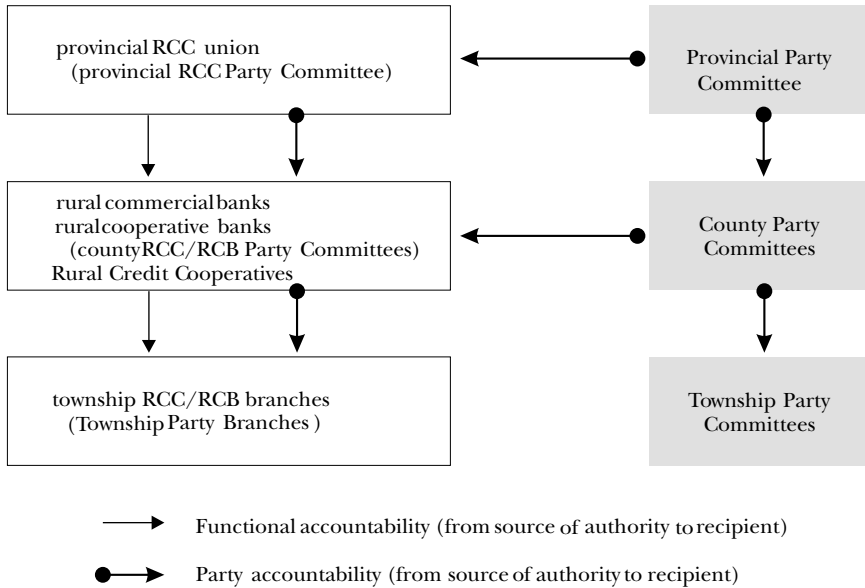 provincial RCC union
(provincial RCC Party Committee)
Provincial Party
Committee
rural commercial banks
rural cooperative banks
(county RCC/RCB Party Committees)
Rural Credit Cooperatives
County Party
Committees
township RCC/RCB branches
(Township Party Branches )
Township Party
Committees
Functional accountability (from source of authority to recipient)
Party accountability (from source of authority to recipient)